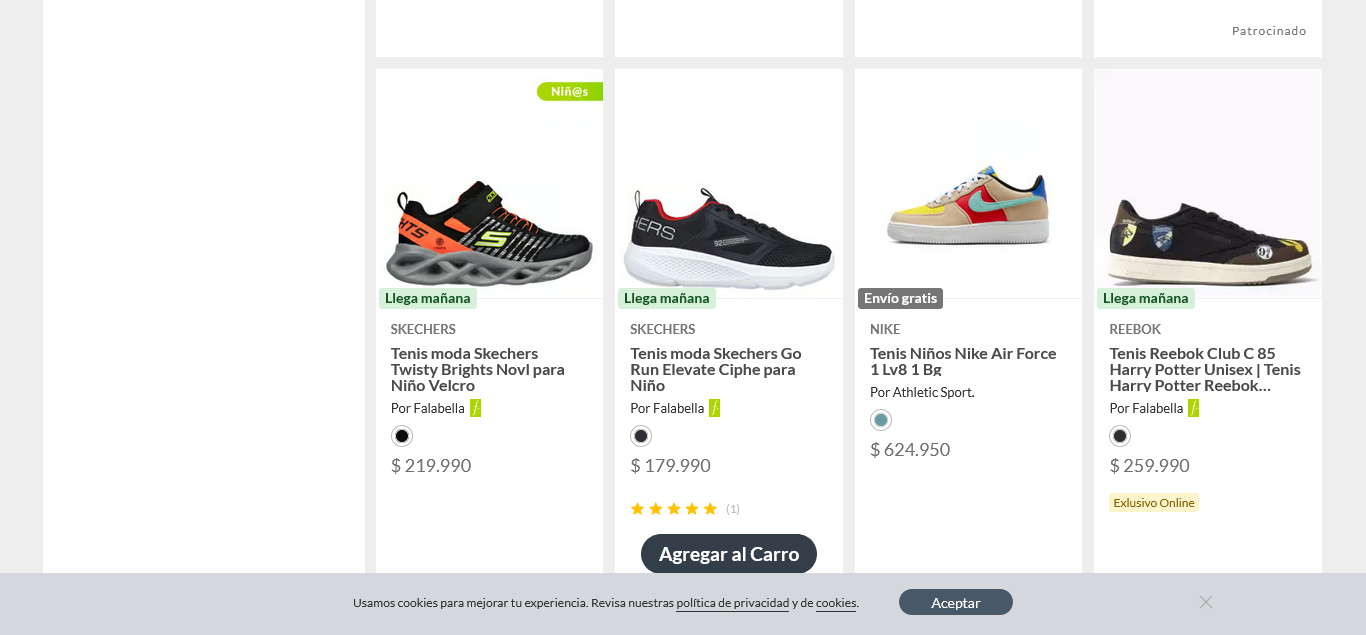 Patrocinado
Niñ@s
Llega mañana
SKECHERS
Tenis moda Skechers
Twisty Brights Novl para
Niño Velcro
Por Falabella
$ 219.990
Llega mañana
SKECHERS
Tenis moda Skechers Go
Run Elevate Ciphe para
Niño
Por Falabella
$ 179.990
(1)
Agregar al Carro
Envío gratis
NIKE
Tenis Niños Nike Air Force
1 Lv8 1 Bg
Por Athletic Sport.
$ 624.950
Llega mañana
REEBOK
Tenis Reebok Club C 85
Harry Potter Unisex | Tenis
Harry Potter Reebok...
Por Falabella
$ 259.990
Exlusivo Online
Usamos cookies para mejorar tu experiencia. Revisa nuestras política de privacidad y de cookies.
Aceptar